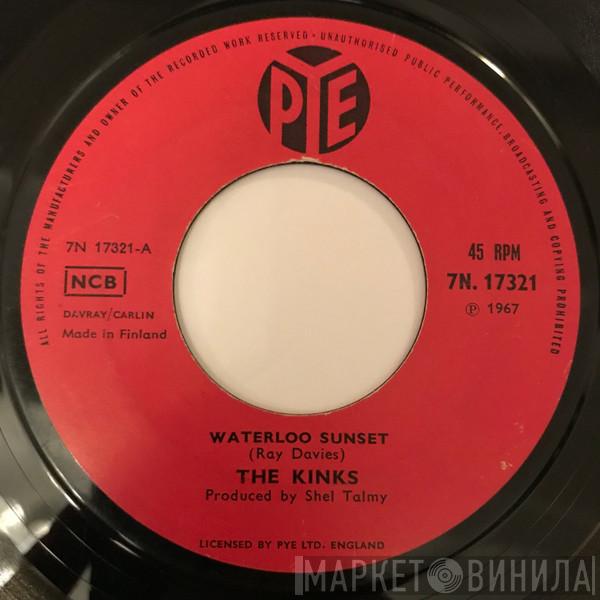 ALL RIGHTS OF THE MANUFACTURERS AND OWNER OF THE RECORDED WORK RESERVED • UNAUTHORISED PUBLIC PERFORMANCE, BROADCASTING AND COPYING PROHIBITED
PYE
7N 17321-A
45 RPM
NCB
7N. 17321
DAVRAY/CARLIN
℗ 1967
Made in Finland
WATERLOO SUNSET
(Ray Davies)
THE KINKS
Produced by Shel Talmy
LICENSED BY PYE LTD. ENGLAND
МАРКЕТ ВИНИЛА